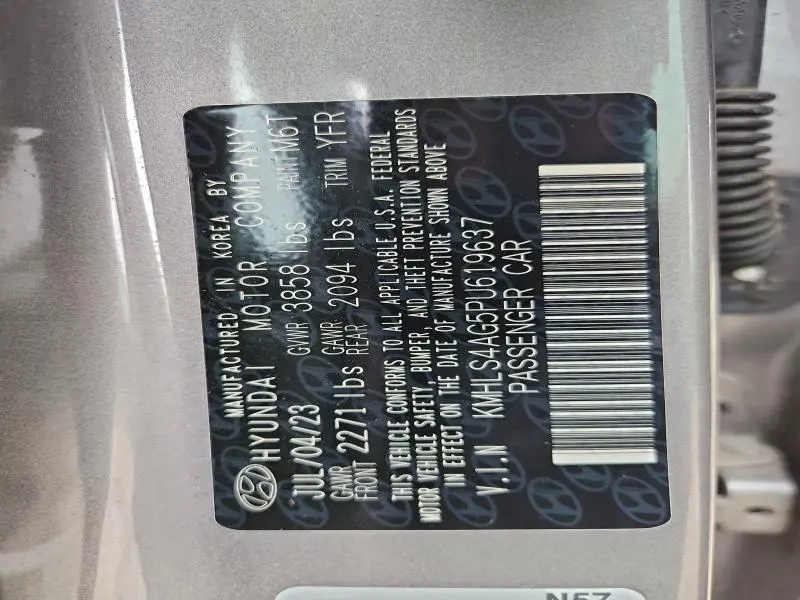 MANUFACTURED IN KOREA BY
HYUNDAI MOTOR COMPANY
JUL/04/23 GVWR 3858 lbs PAINT M6T
GAWR FRONT 2271 lbs GAWR REAR 2094 lbs TRIM YFR
THIS VEHICLE CONFORMS TO ALL APPLICABLE U.S.A. FEDERAL
MOTOR VEHICLE SAFETY, BUMPER, AND THEFT PREVENTION STANDARDS
IN EFFECT ON THE DATE OF MANUFACTURE SHOWN ABOVE
V.I.N KMHLS4AG5PU619637
PASSENGER CAR